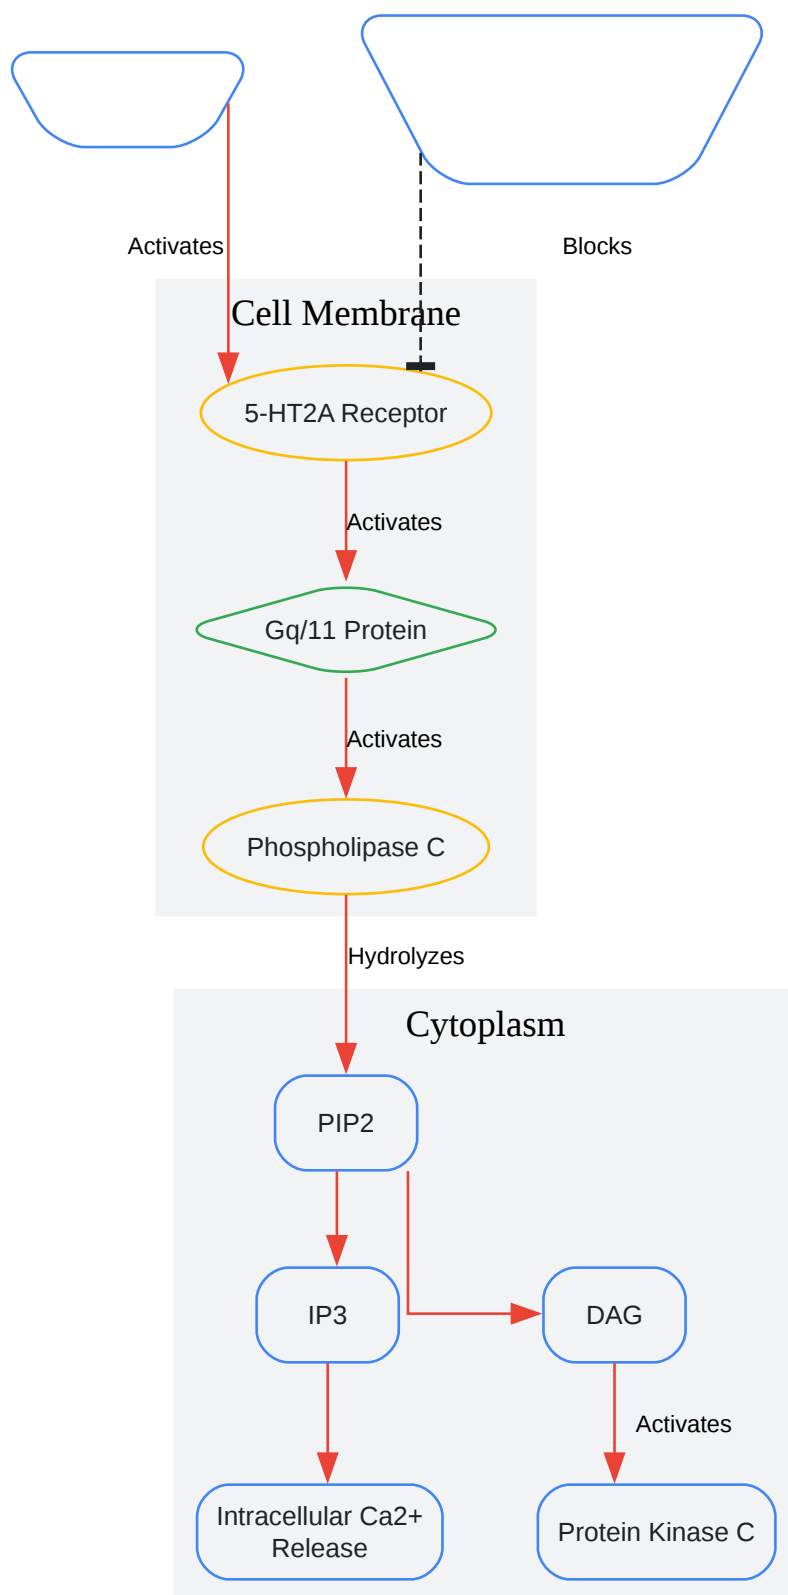 Activates
Blocks
Cell Membrane
5-HT2A Receptor
Activates
Gq/11 Protein
Activates
Phospholipase C
Hydrolyzes
Cytoplasm
PIP2
IP3
DAG
Activates
Intracellular Ca2+
Release
Protein Kinase C